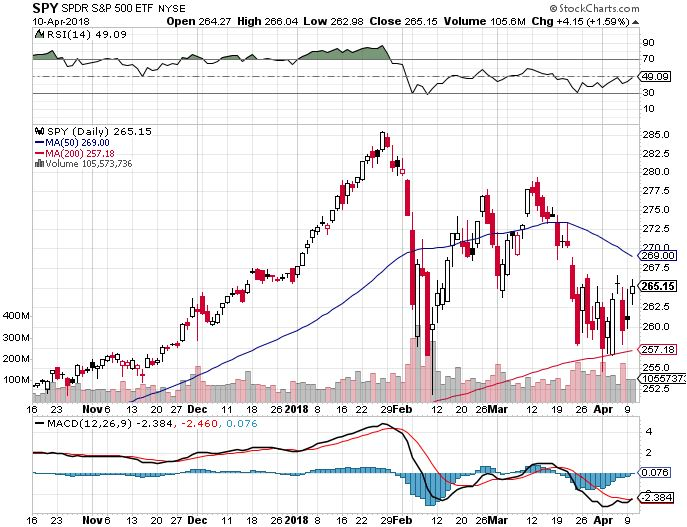 SPY SPDR S&P 500 ETF NYSE © StockCharts.com
10-Apr-2018 Open 264.27 High 266.04 Low 262.98 Close 265.15 Volume 105.6M Chg +4.15 (+1.59%)
RSI(14) 49.09
90
70
49.09
30
10
SPY (Daily) 265.15
MA(50) 269.00
MA(200) 257.18
Volume 105,573,736
285.0
282.5
280.0
277.5
275.0
272.5
270.0
269.00
267.5
265.15
262.5
260.0
257.18
255.0
252.5
400M
300M
200M
100M
10557373
16 23 Nov 6 13 20 27 Dec 11 18 26 2018 8 16 22 29 Feb 12 20 26 Mar 12 19 26 Apr 9
MACD(12,26,9) -2.384, -2.460, 0.076
4
2
0.076
-2.384
16 23 Nov 6 13 20 27 Dec 11 18 26 2018 8 16 22 29 Feb 12 20 26 Mar 12 19 26 Apr 9